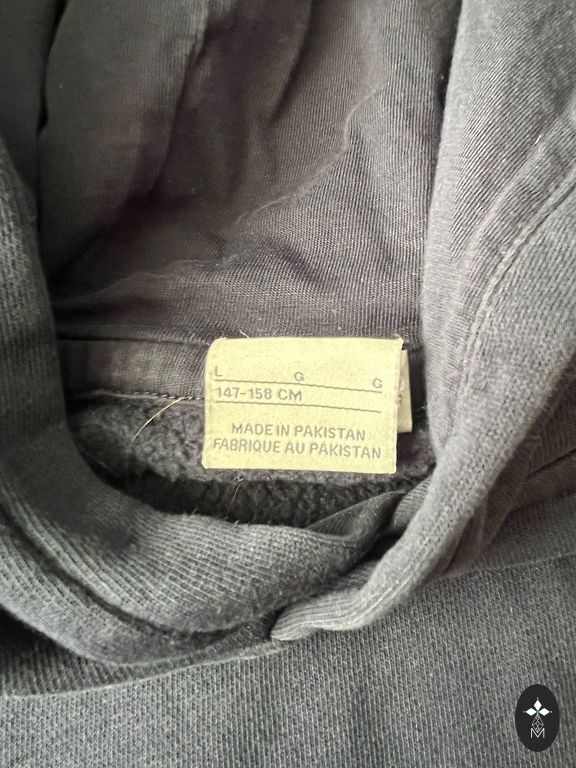 L G G
147-158 CM
MADE IN PAKISTAN
FABRIQUE AU PAKISTAN
M